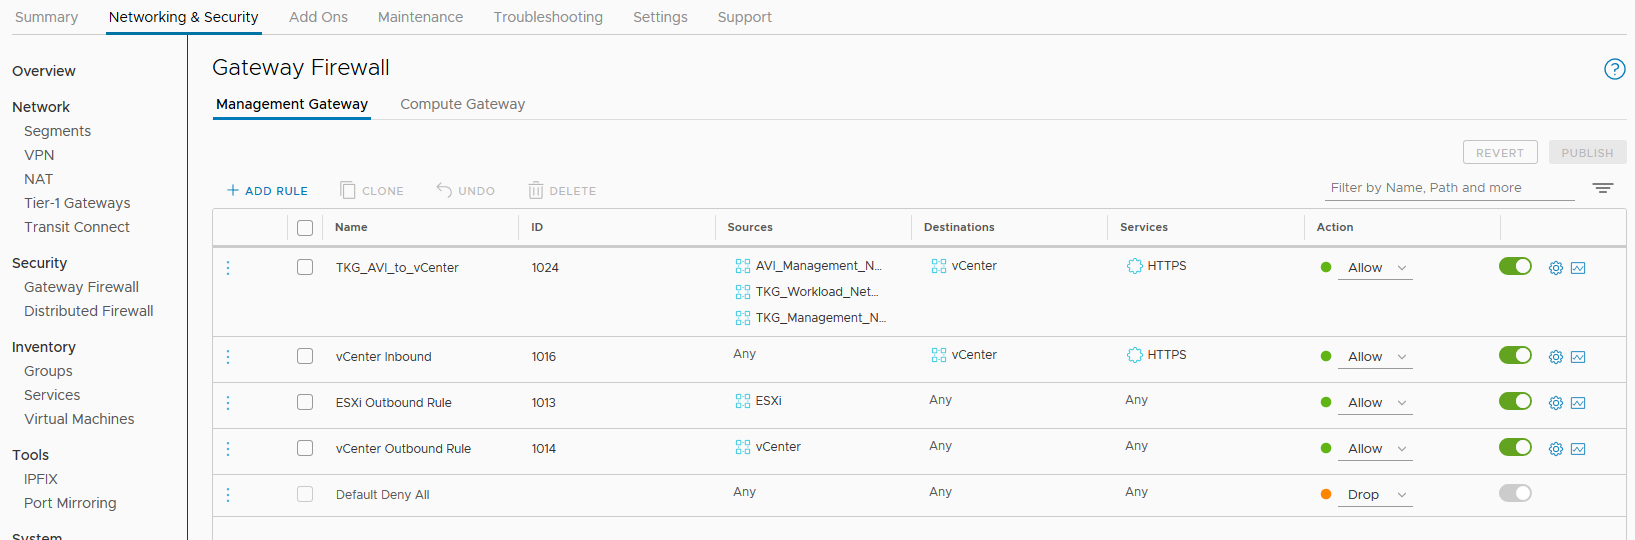 Summary Networking & Security Add Ons Maintenance Troubleshooting Settings Support
Overview
Network
Segments
VPN
NAT
Tier-1 Gateways
Transit Connect
Security
Gateway Firewall
Distributed Firewall
Inventory
Groups
Services
Virtual Machines
Tools
IPFIX
Port Mirroring
System
Gateway Firewall
?
Management Gateway Compute Gateway
REVERT PUBLISH
ADD RULE CLONE UNDO DELETE Filter by Name, Path and more
Name ID Sources Destinations Services Action
TKG_AVI_to_vCenter 1024 AVI_Management_N... vCenter HTTPS Allow
TKG_Workload_Net...
TKG_Management_N...
vCenter Inbound 1016 Any vCenter HTTPS Allow
ESXi Outbound Rule 1013 ESXi Any Any Allow
vCenter Outbound Rule 1014 vCenter Any Any Allow
Default Deny All Any Any Any Drop